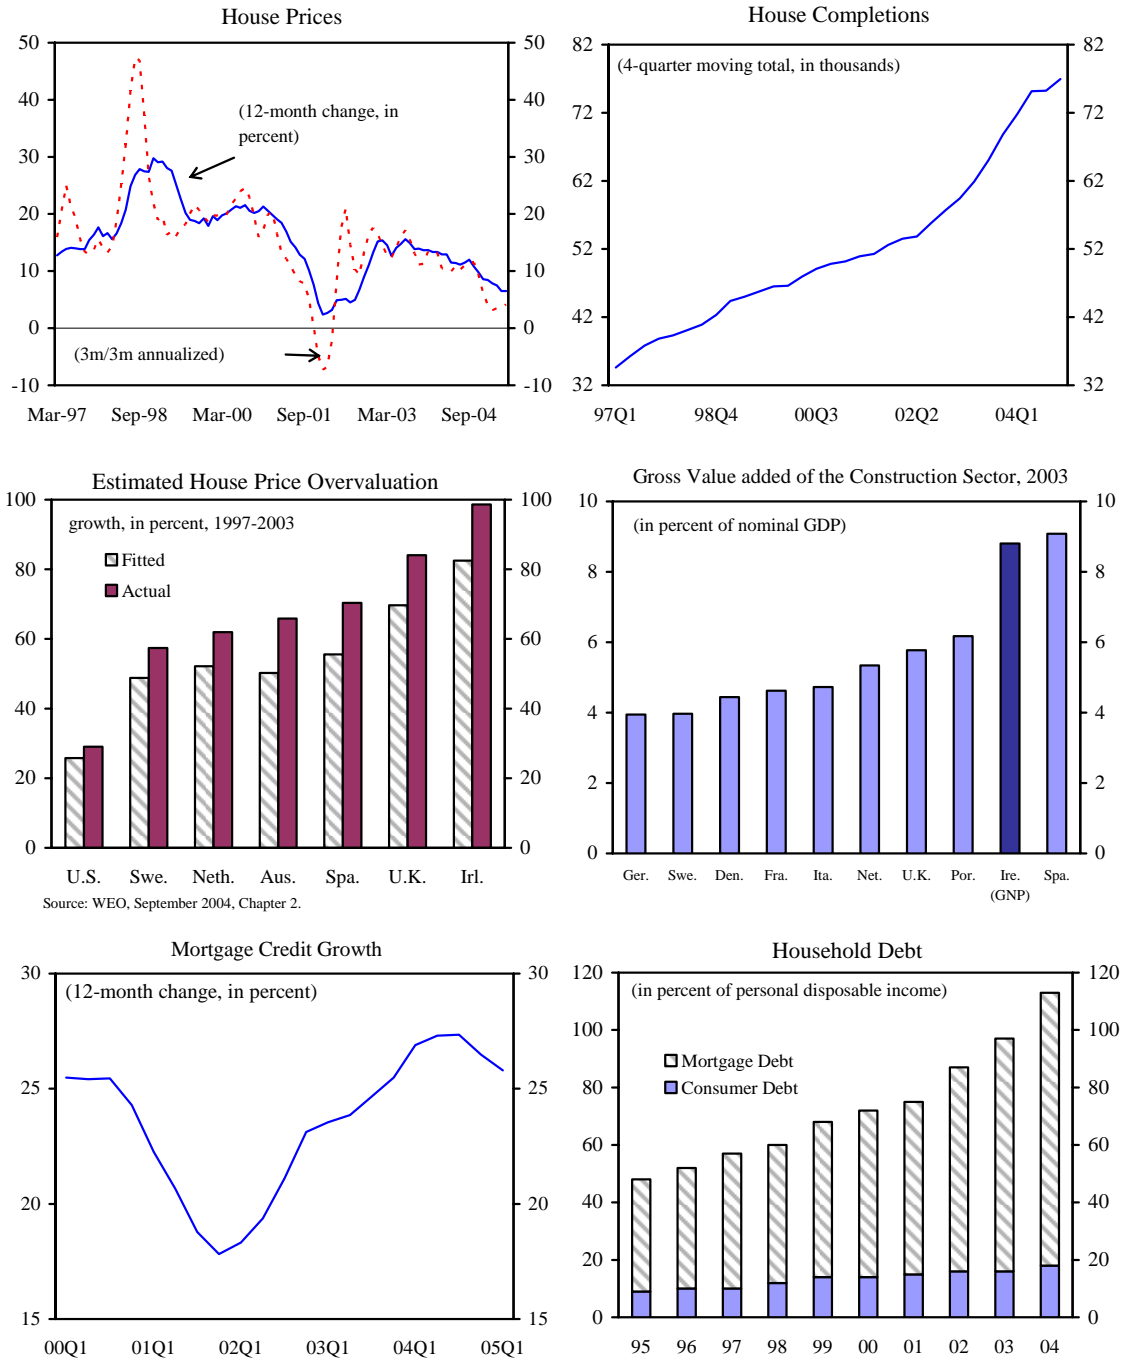 House Prices
50
40
30
20
10
0
-10
50
40
30
20
10
0
-10
(12-month change, in
percent)
(3m/3m annualized)
Mar-97 Sep-98 Mar-00 Sep-01 Mar-03 Sep-04
House Completions
82
72
62
52
42
32
82
72
62
52
42
32
(4-quarter moving total, in thousands)
97Q1 98Q4 00Q3 02Q2 04Q1
Estimated House Price Overvaluation
100
80
60
40
20
0
100
80
60
40
20
0
growth, in percent, 1997-2003
Fitted
Actual
U.S. Swe. Neth. Aus. Spa. U.K. Irl.
Source: WEO, September 2004, Chapter 2.
Gross Value added of the Construction Sector, 2003
10
8
6
4
2
0
10
8
6
4
2
0
(in percent of nominal GDP)
Ger. Swe. Den. Fra. Ita. Net. U.K. Por. Ire. Spa.
(GNP)
Mortgage Credit Growth
30
25
20
15
30
25
20
15
(12-month change, in percent)
00Q1 01Q1 02Q1 03Q1 04Q1 05Q1
Household Debt
120
100
80
60
40
20
0
120
100
80
60
40
20
0
(in percent of personal disposable income)
Mortgage Debt
Consumer Debt
95 96 97 98 99 00 01 02 03 04